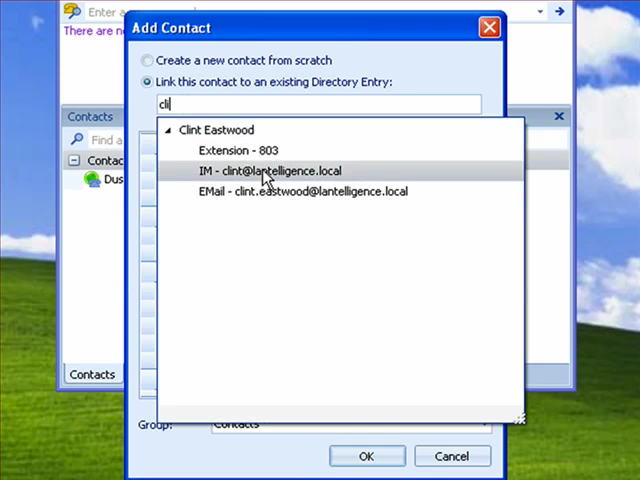 Enter a
There are no
Add Contact
Create a new contact from scratch
Link this contact to an existing Directory Entry:
cli
Contacts
Find a
Contac
Dus
Clint Eastwood
Extension - 803
IM - clint@lantelligence.local
EMail - clint.eastwood@lantelligence.local
Contacts
Group:
Contacts
OK
Cancel